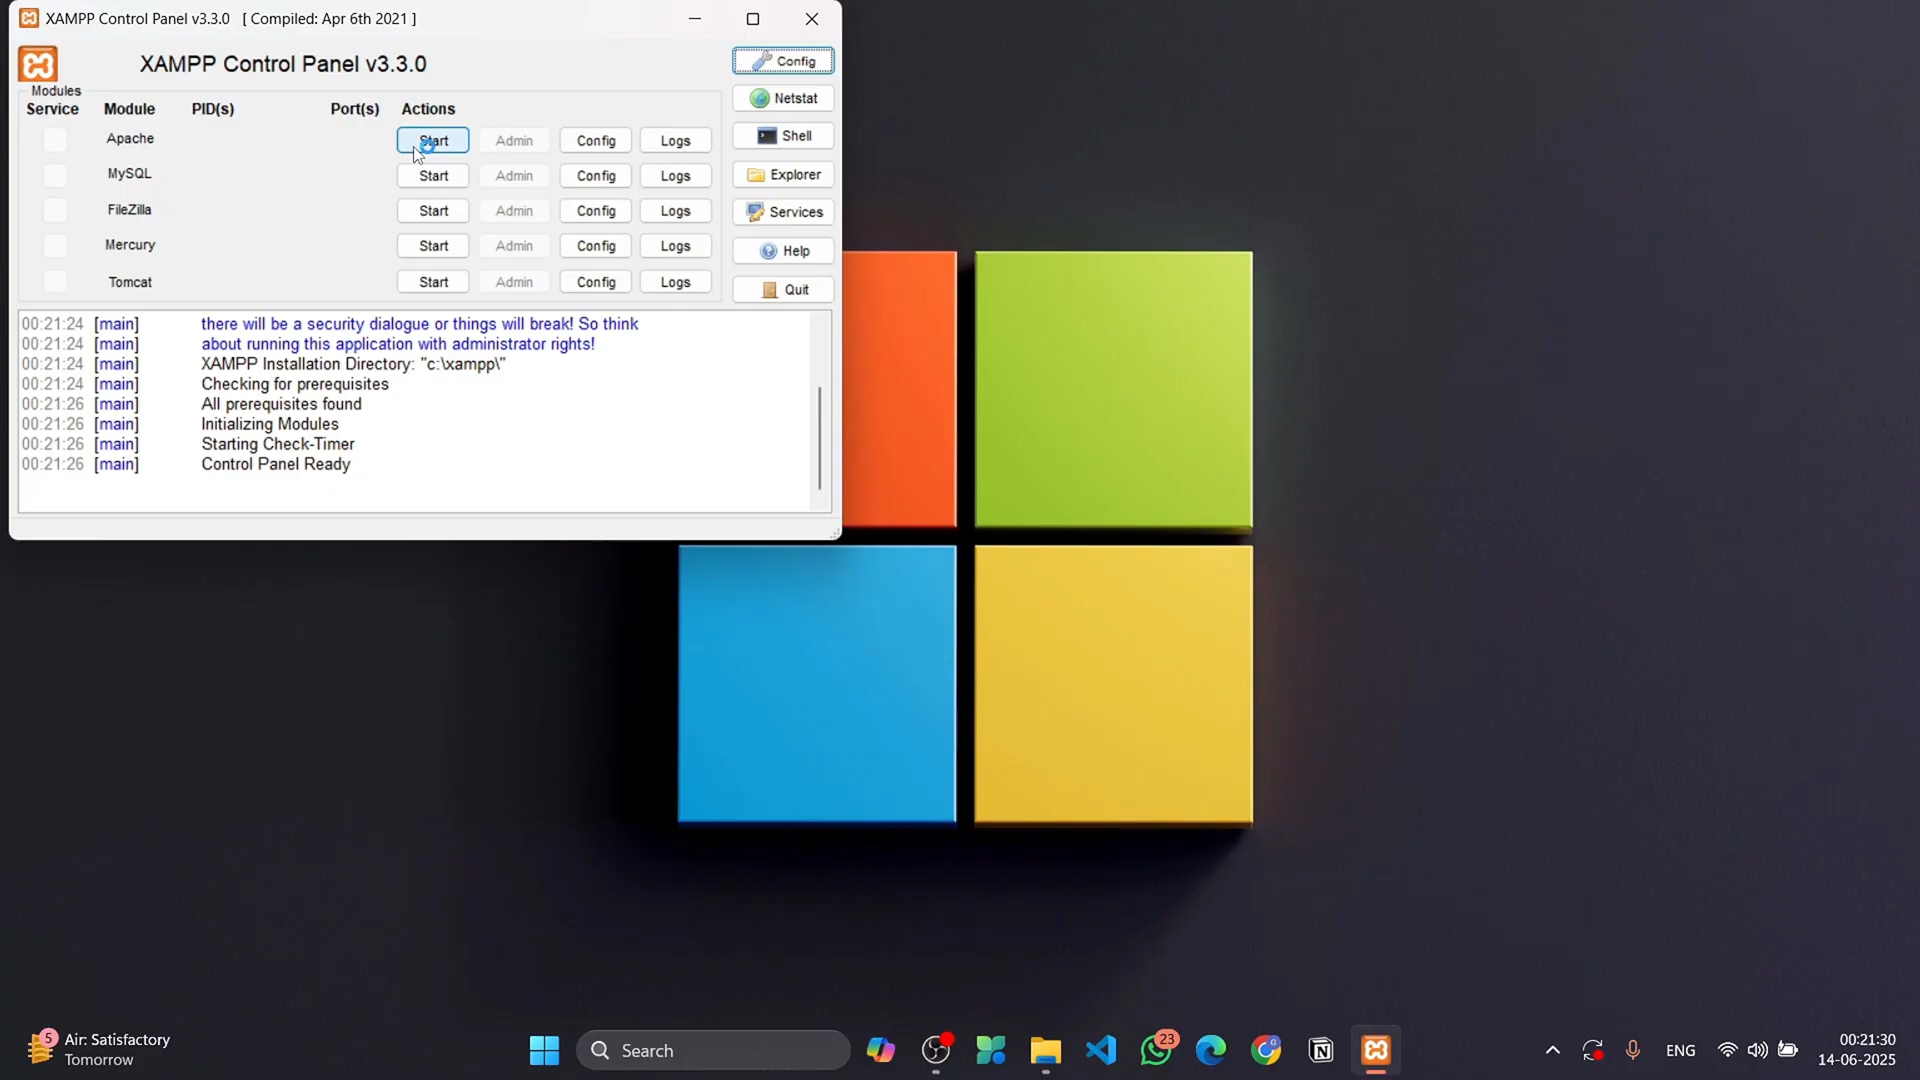 XAMPP Control Panel v3.3.0 [ Compiled: Apr 6th 2021 ]
XAMPP Control Panel v3.3.0
Config
Modules
Service Module PID(s) Port(s) Actions
Netstat
Apache Start Admin Config Logs
Shell
MySQL Start Admin Config Logs
Explorer
FileZilla Start Admin Config Logs
Services
Mercury Start Admin Config Logs
Help
Tomcat Start Admin Config Logs
Quit
00:21:24 [main] there will be a security dialogue or things will break! So think
00:21:24 [main] about running this application with administrator rights!
00:21:24 [main] XAMPP Installation Directory: "c:\xampp\"
00:21:24 [main] Checking for prerequisites
00:21:26 [main] All prerequisites found
00:21:26 [main] Initializing Modules
00:21:26 [main] Starting Check-Timer
00:21:26 [main] Control Panel Ready
5
Air: Satisfactory
Tomorrow
Search
23
G
N
ENG
00:21:30
14-06-2025